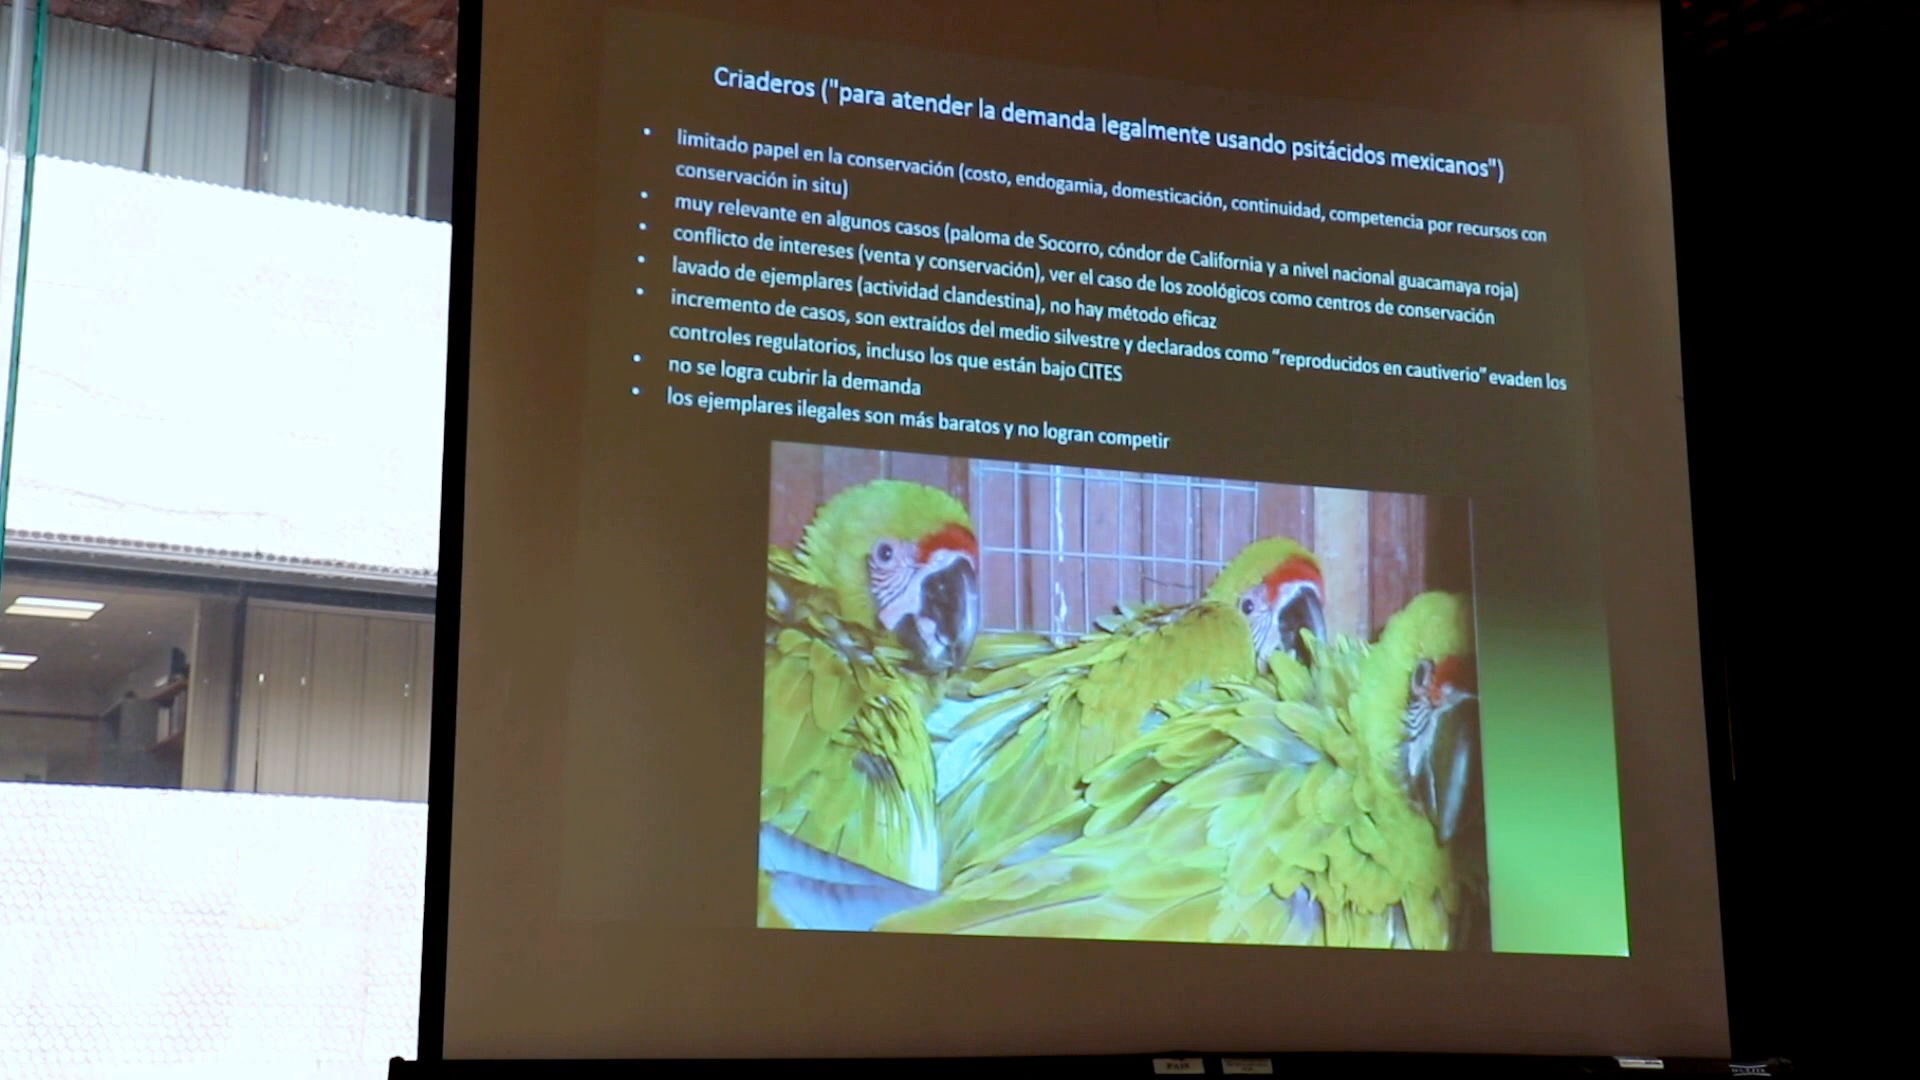 Criaderos ("para atender la demanda legalmente usando psitácidos mexicanos")
• limitado papel en la conservación (costo, endogamia, domesticación, continuidad, competencia por recursos con
conservación in situ)
• muy relevante en algunos casos (paloma de Socorro, cóndor de California y a nivel nacional guacamaya roja)
• conflicto de intereses (venta y conservación), ver el caso de los zoológicos como centros de conservación
• lavado de ejemplares (actividad clandestina), no hay método eficaz
• incremento de casos, son extraídos del medio silvestre y declarados como “reproducidos en cautiverio” evaden los
controles regulatorios, incluso los que están bajo CITES
• no se logra cubrir la demanda
• los ejemplares ilegales son más baratos y no logran competir